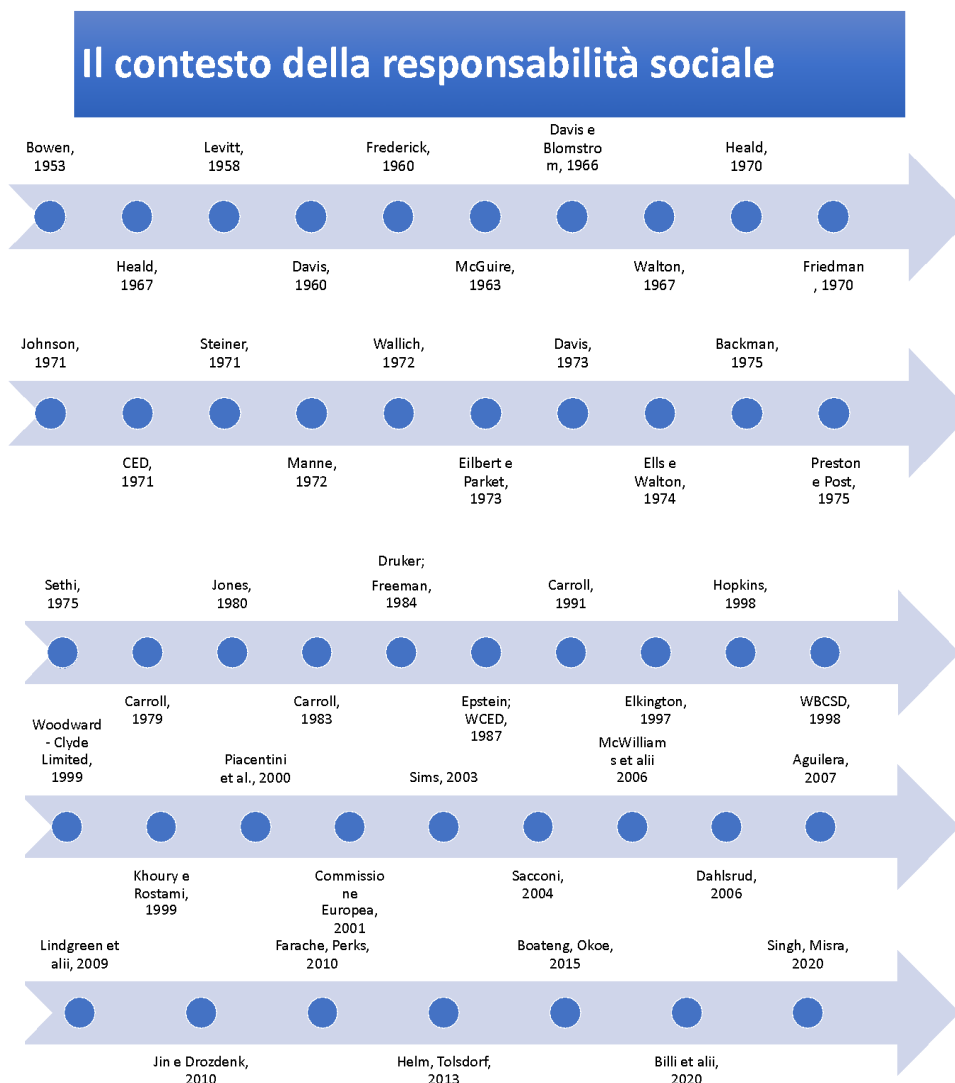 Il contesto della responsabilità sociale
Bowen,
1953
Levitt,
1958
Frederick,
1960
Davis e
Blomstro
m, 1966
Heald,
1970
Heald,
1967
Davis,
1960
McGuire,
1963
Walton,
1967
Friedman
, 1970
Johnson,
1971
Steiner,
1971
Wallich,
1972
Davis,
1973
Backman,
1975
CED,
1971
Manne,
1972
Eilbert e
Parket,
1973
Ells e
Walton,
1974
Preston
e Post,
1975
Sethi,
1975
Jones,
1980
Druker;
Freeman,
1984
Carroll,
1991
Hopkins,
1998
Carroll,
1979
Carroll,
1983
Epstein;
WCED,
1987
Elkington,
1997
WBCSD,
1998
Woodward
- Clyde
Limited,
1999
Piacentini
et al., 2000
Sims, 2003
McWilliam
s et alii
2006
Aguilera,
2007
Khoury e
Rostami,
1999
Commissio
ne
Europea,
2001
Sacconi,
2004
Dahlsrud,
2006
Lindgreen et
alii, 2009
Farache, Perks,
2010
Boateng, Okoe,
2015
Singh, Misra,
2020
Jin e Drozdenk,
2010
Helm, Tolsdorf,
2013
Billi et alii,
2020